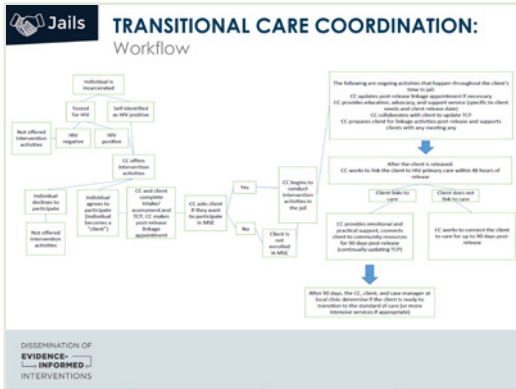 Jails
TRANSITIONAL CARE COORDINATION:
Workflow
Individual is
incarcerated
Tested
for HIV
Self-identified
as HIV positive
Not offered
intervention
activities
HIV
negative
HIV
positive
CC offers
intervention
activities
Individual
declines to
participate
Individual
agrees to
participate
(individual
becomes a
"client")
CC and client
complete
intake/
assessment and
TCP, CC makes
post-release
linkage
appointment
Not offered
intervention
activities
CC asks
client if they
want to
participate
in MSE
Yes
No
Client is
not
enrolled
in MSE
CC begins to
conduct
intervention
activities in
the jail
The following are ongoing activities that happen throughout the client's
time in jail:
CC updates post-release linkage appointment if necessary
CC provides education, advocacy, and support service (specific to client
needs and client release date)
CC collaborates with client to update TCP
CC prepares client for linkage activities post-release and supports
clients with any meeting any
After the client is released,
CC works to link the client to HIV primary care within 48 hours of
release
Client links to
care
Client does not
link to care
CC provides emotional and
practical support, connects
client to community resources
for 90 days post-release
(continually updating TCP)
CC works to connect the client
to care for up to 90 days post-
release
After 90 days, the CC, client, and case manager at
local clinic determine if the client is ready to
transition to the standard of care (or more
intensive services if appropriate)
DISSEMINATION OF
EVIDENCE-
INFORMED
INTERVENTIONS